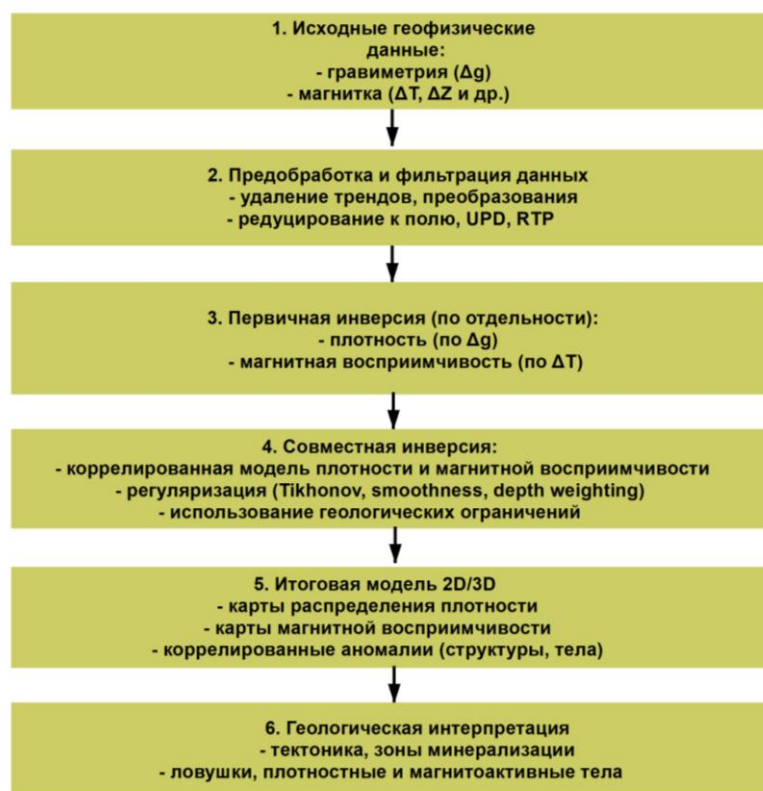 1. Исходные геофизические
данные:
- гравиметрия (Δg)
- магнитка (ΔT, ΔZ и др.)
2. Предобработка и фильтрация данных
- удаление трендов, преобразования
- редуцирование к полю, UPD, RTP
3. Первичная инверсия (по отдельности):
- плотность (по Δg)
- магнитная восприимчивость (по ΔT)
4. Совместная инверсия:
- коррелированная модель плотности и магнитной восприимчивости
- регуляризация (Tikhonov, smoothness, depth weighting)
- использование геологических ограничений
5. Итоговая модель 2D/3D
- карты распределения плотности
- карты магнитной восприимчивости
- коррелированные аномалии (структуры, тела)
6. Геологическая интерпретация
- тектоника, зоны минерализации
- ловушки, плотностные и магнитоактивные тела